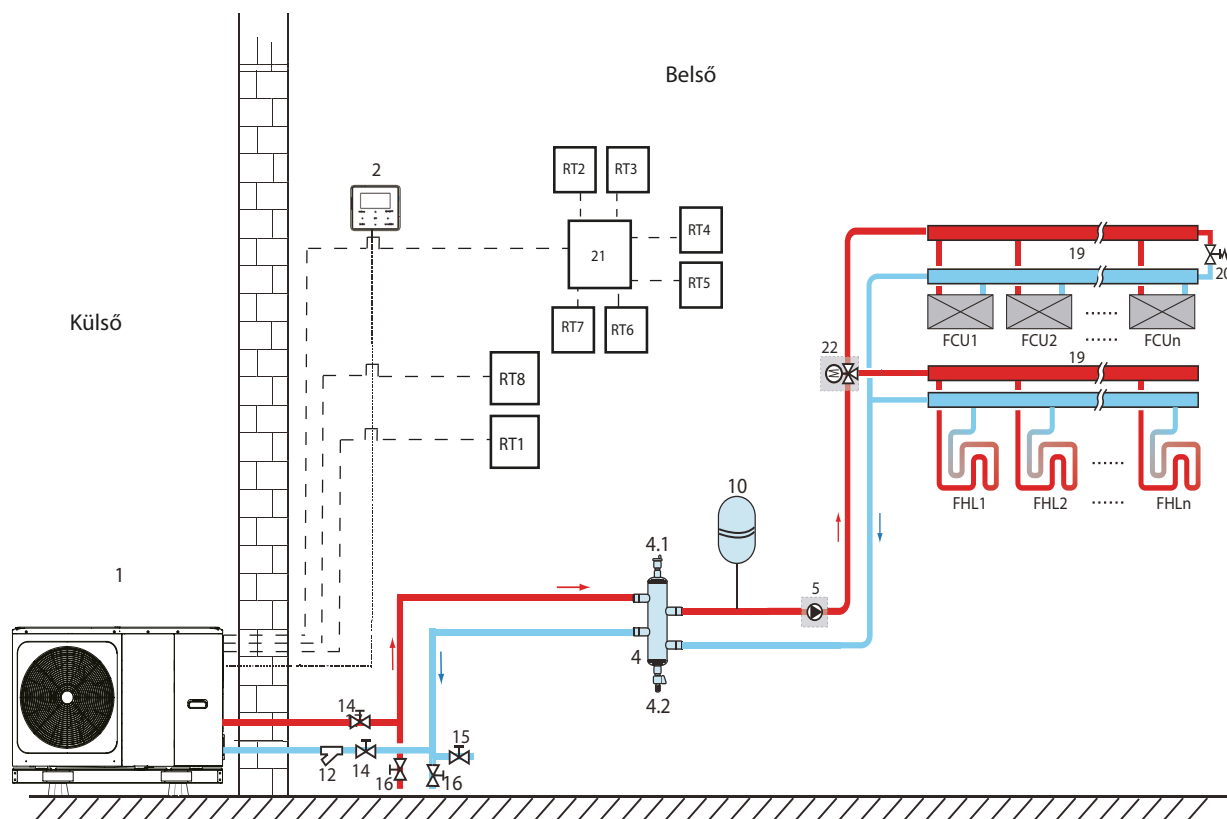 Belső
Külső
2
RT2
RT3
RT4
21
RT5
RT7
RT6
RT8
RT1
19
20
FCU1
FCU2
......
......
FCUn
22
M
19
FHL1
FHL2
......
......
FHLn
10
4.1
5
4
4.2
1
14
15
12
14
16
16